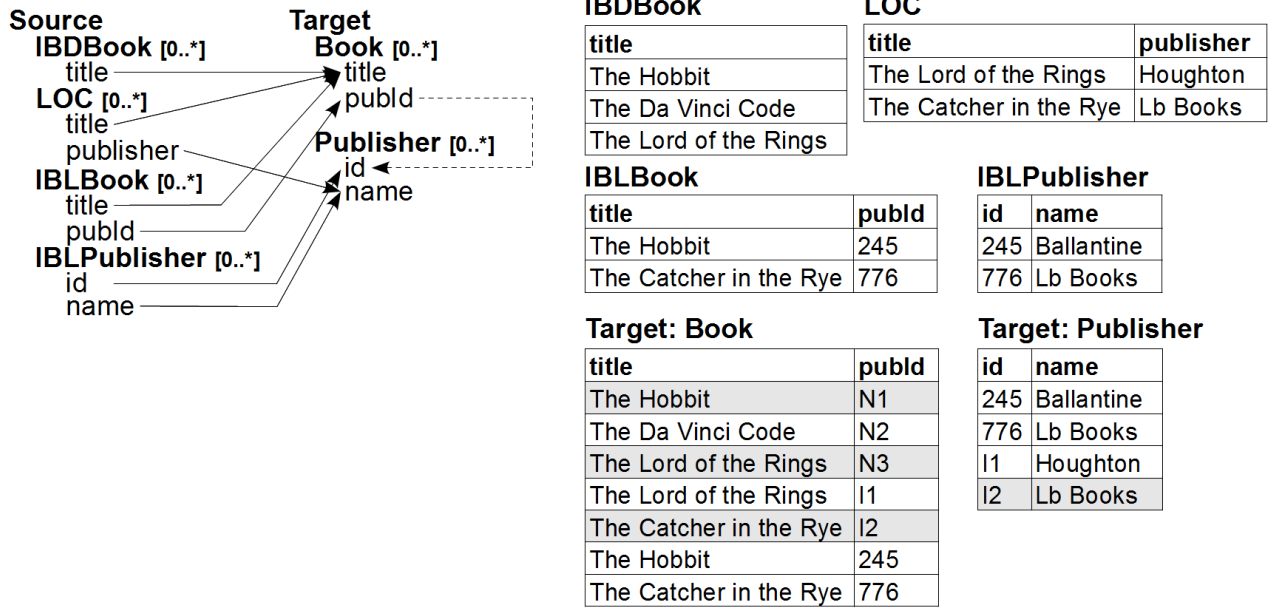 Source
IBDBook [0..*]
title
LOC [0..*]
title
publisher
IBLBook [0..*]
title
pubId
IBLPublisher [0..*]
id
name
Target
Book [0..*]
title
pubId
Publisher [0..*]
id
name
IBDBook
title
The Hobbit
The Da Vinci Code
The Lord of the Rings
LOC
title publisher
The Lord of the Rings Houghton
The Catcher in the Rye Lb Books
IBLBook
title pubId
The Hobbit 245
The Catcher in the Rye 776
IBLPublisher
id name
245 Ballantine
776 Lb Books
Target: Book
title pubId
The Hobbit N1
The Da Vinci Code N2
The Lord of the Rings N3
The Lord of the Rings I1
The Catcher in the Rye I2
The Hobbit 245
The Catcher in the Rye 776
Target: Publisher
id name
245 Ballantine
776 Lb Books
I1 Houghton
I2 Lb Books